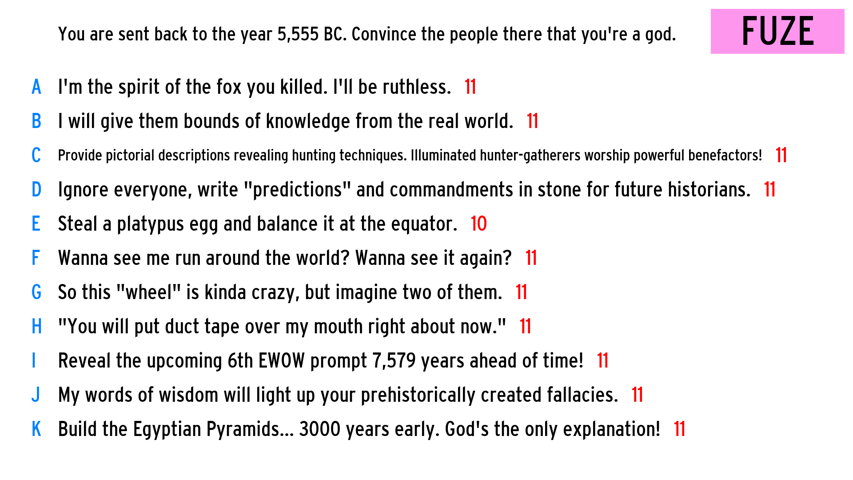 You are sent back to the year 5,555 BC. Convince the people there that you're a god.
FUZE
A I'm the spirit of the fox you killed. I'll be ruthless. 11
B I will give them bounds of knowledge from the real world. 11
C Provide pictorial descriptions revealing hunting techniques. Illuminated hunter-gatherers worship powerful benefactors! 11
D Ignore everyone, write "predictions" and commandments in stone for future historians. 11
E Steal a platypus egg and balance it at the equator. 10
F Wanna see me run around the world? Wanna see it again? 11
G So this "wheel" is kinda crazy, but imagine two of them. 11
H "You will put duct tape over my mouth right about now." 11
I Reveal the upcoming 6th EWOW prompt 7,579 years ahead of time! 11
J My words of wisdom will light up your prehistorically created fallacies. 11
K Build the Egyptian Pyramids... 3000 years early. God's the only explanation! 11